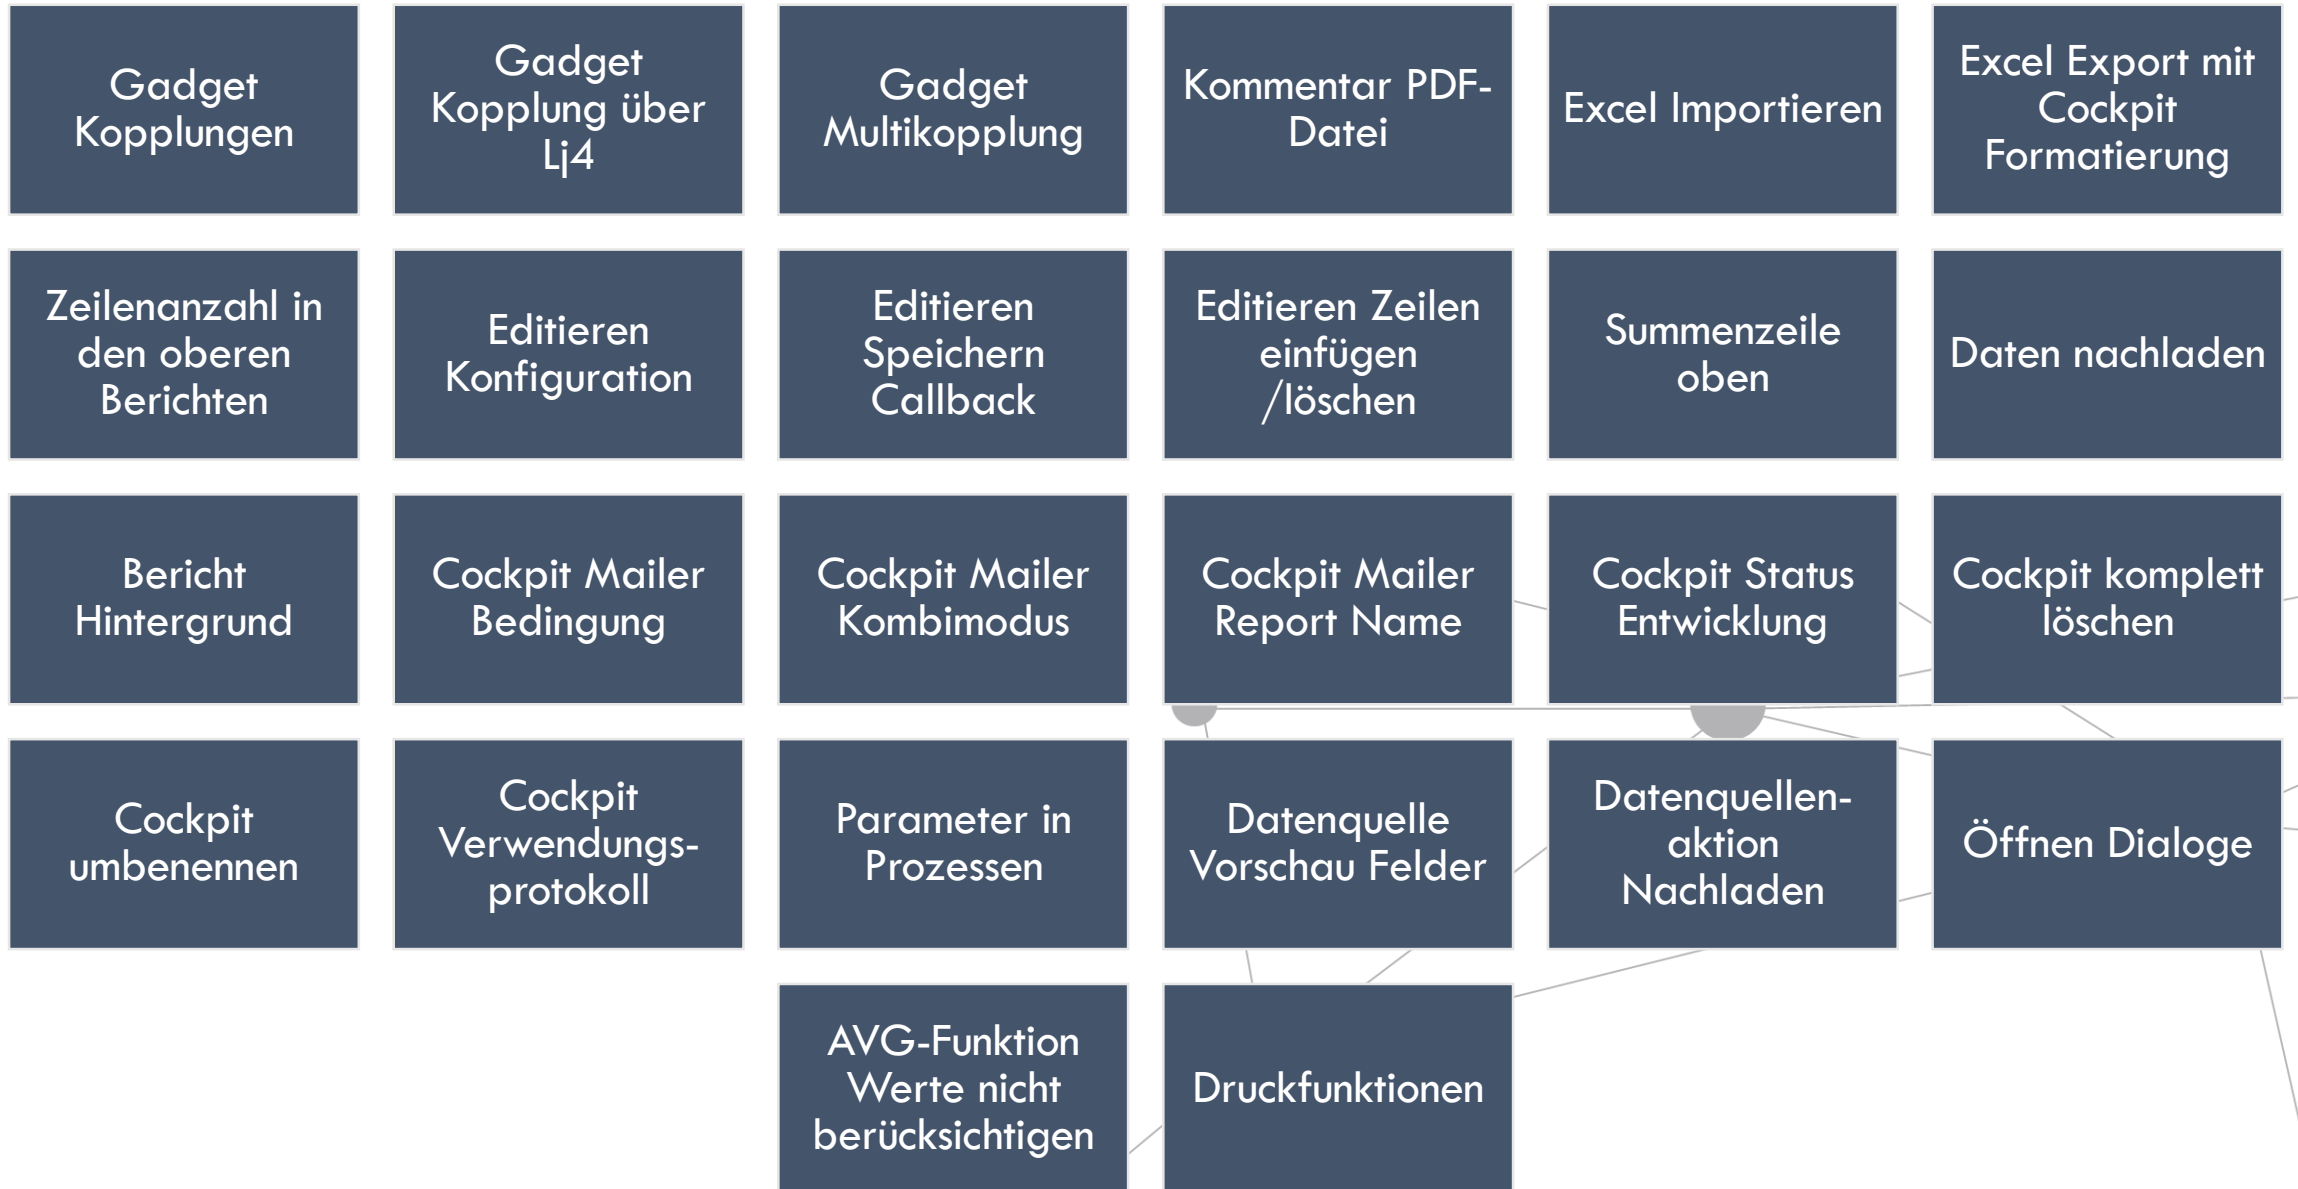 Gadget
Kopplungen
Gadget
Kopplung über
Lj4
Gadget
Multikopplung
Kommentar PDF-
Datei
Excel Importieren
Excel Export mit
Cockpit
Formatierung
Zeilenanzahl in
den oberen
Berichten
Editieren
Konfiguration
Editieren
Speichern
Callback
Editieren Zeilen
einfügen
/löschen
Summenzeile
oben
Daten nachladen
Bericht
Hintergrund
Cockpit Mailer
Bedingung
Cockpit Mailer
Kombimodus
Cockpit Mailer
Report Name
Cockpit Status
Entwicklung
Cockpit komplett
löschen
Cockpit
umbenennen
Cockpit
Verwendungs-
protokoll
Parameter in
Prozessen
Datenquelle
Vorschau Felder
Datenquellen-
aktion
Nachladen
Öffnen Dialoge
AVG-Funktion
Werte nicht
berücksichtigen
Druckfunktionen